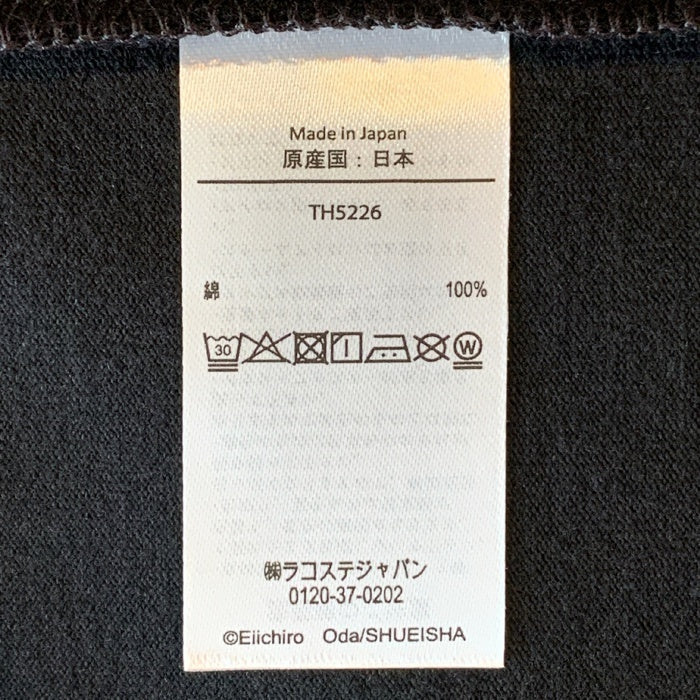 Made in Japan
原産国：日本
TH5226
綿 100%
30 W
㈱ラコステジャパン
0120-37-0202
©Eiichiro Oda/SHUEISHA